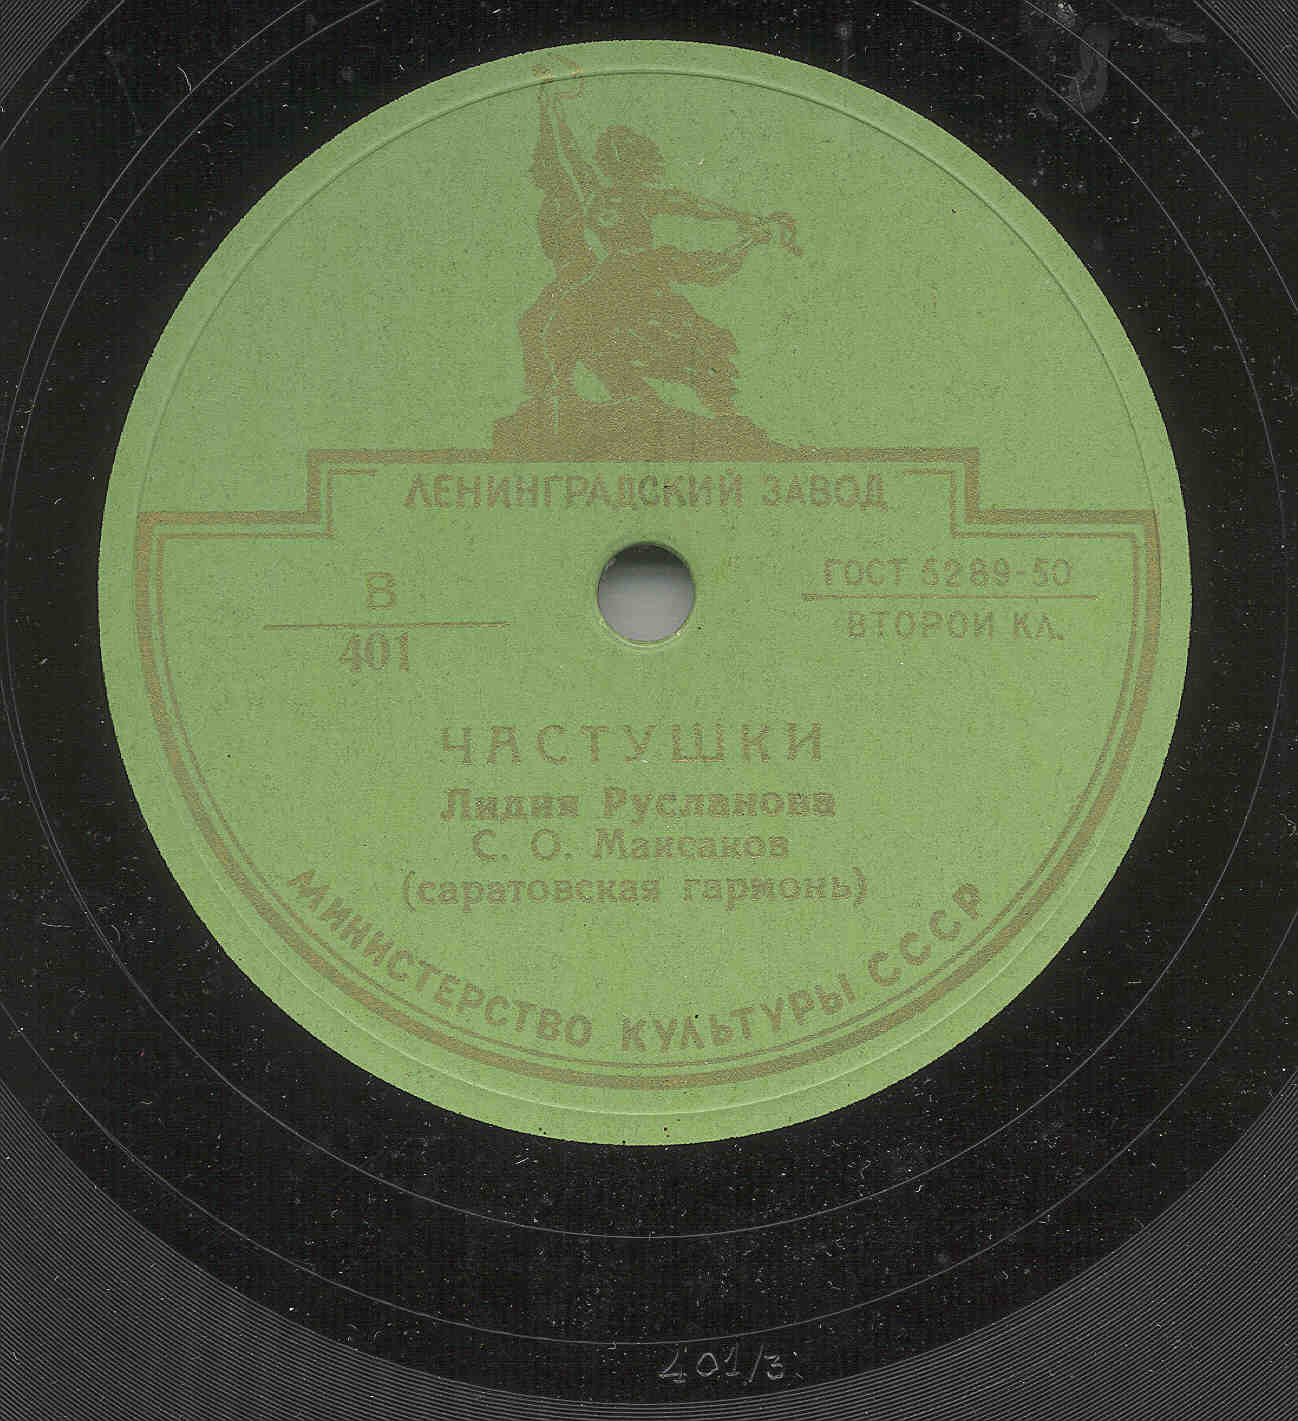 ЛЕНИНГРАДСКИЙ ЗАВОД
В
401
ГОСТ 5289-50
ВТОРОЙ КЛ.
ЧАСТУШКИ
Лидия Русланова
С. О. Максаков
(саратовская гармонь)
МИНИСТЕРСТВО КУЛЬТУРЫ СССР
401/3